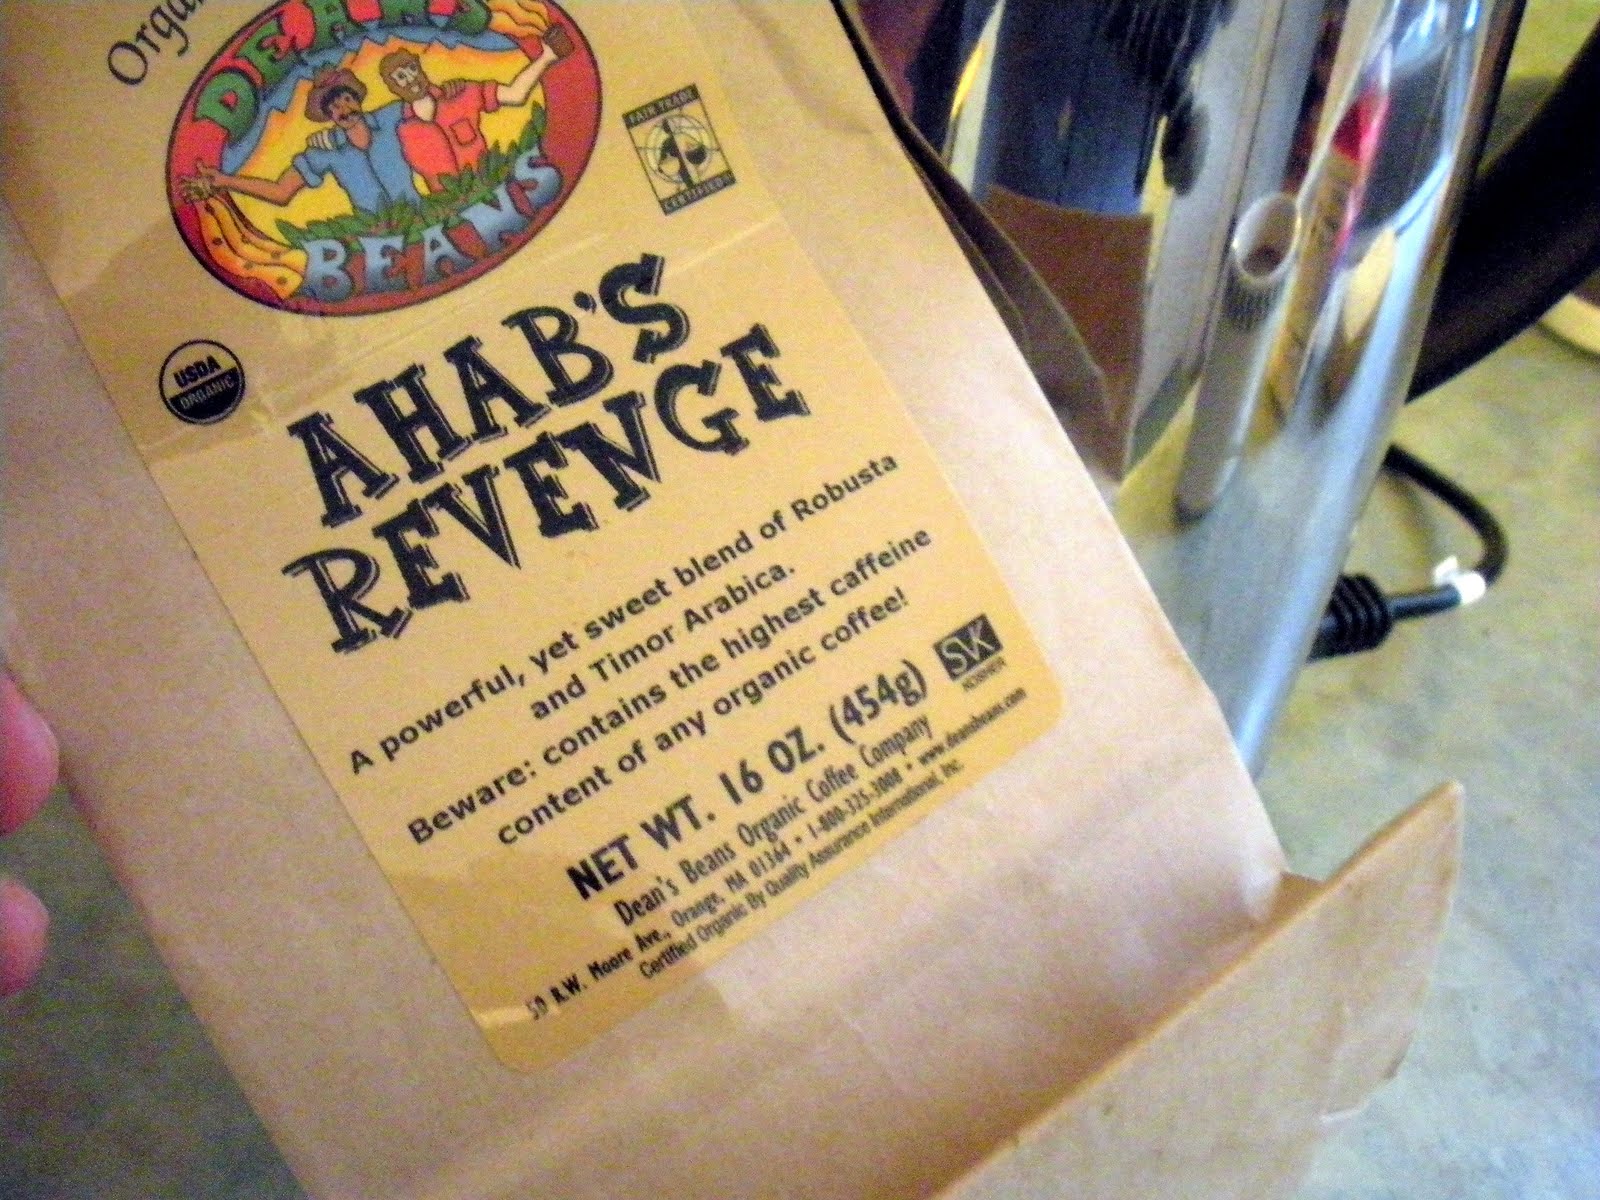 DEAN'S
BEANS
FAIR TRADE
CERTIFIED
USDA
ORGANIC
AHAB'S
REVENGE
A powerful, yet sweet blend of Robusta
and Timor Arabica.
Beware: contains the highest caffeine
content of any organic coffee!
SVK
KOSHER
NET WT. 16 OZ. (454g)
Dean's Beans Organic Coffee Company
50 R.W. Moore Ave., Orange, MA 01364 • 1-800-325-3008 • www.deansbeans.com
Certified Organic By Quality Assurance International, Inc.